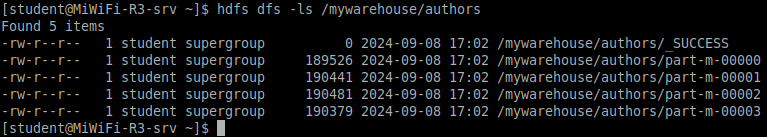 [student@MiWiFi-R3-srv ~]$ hdfs dfs -ls /mywarehouse/authors
Found 5 items
-rw-r--r--   1 student supergroup          0 2024-09-08 17:02 /mywarehouse/authors/_SUCCESS
-rw-r--r--   1 student supergroup     189526 2024-09-08 17:02 /mywarehouse/authors/part-m-00000
-rw-r--r--   1 student supergroup     190441 2024-09-08 17:02 /mywarehouse/authors/part-m-00001
-rw-r--r--   1 student supergroup     190481 2024-09-08 17:02 /mywarehouse/authors/part-m-00002
-rw-r--r--   1 student supergroup     190379 2024-09-08 17:02 /mywarehouse/authors/part-m-00003
[student@MiWiFi-R3-srv ~]$